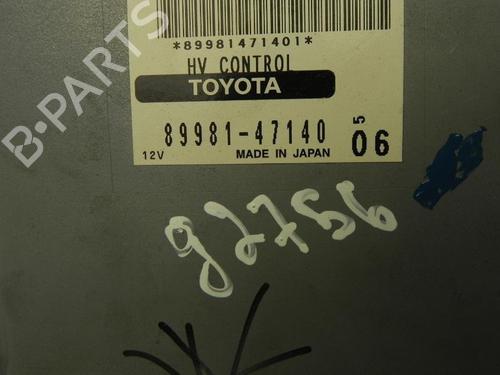 *89981471401*
HV CONTROL
TOYOTA
89981-47140
5
06
12V
MADE IN JAPAN
92756
B-PARTS